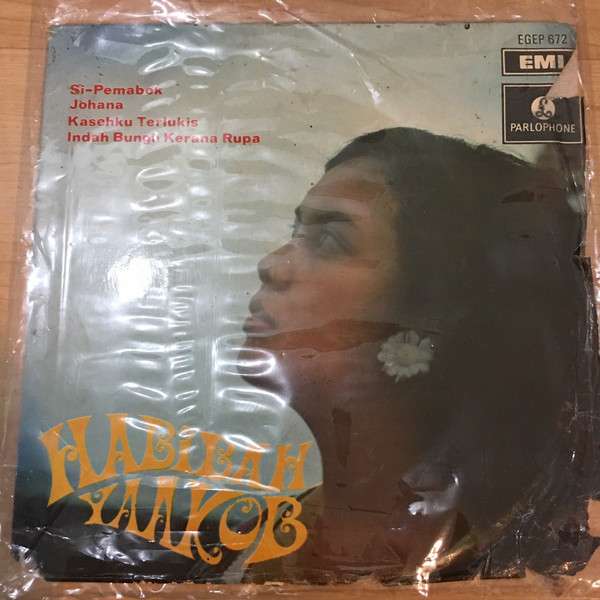 EGEP 672
EMI
PARLOPHONE
Si-Pemabok
Johana
Kasehku Terlukis
Indah Bunga Kerana Rupa
HABiBAH
YAAKOB